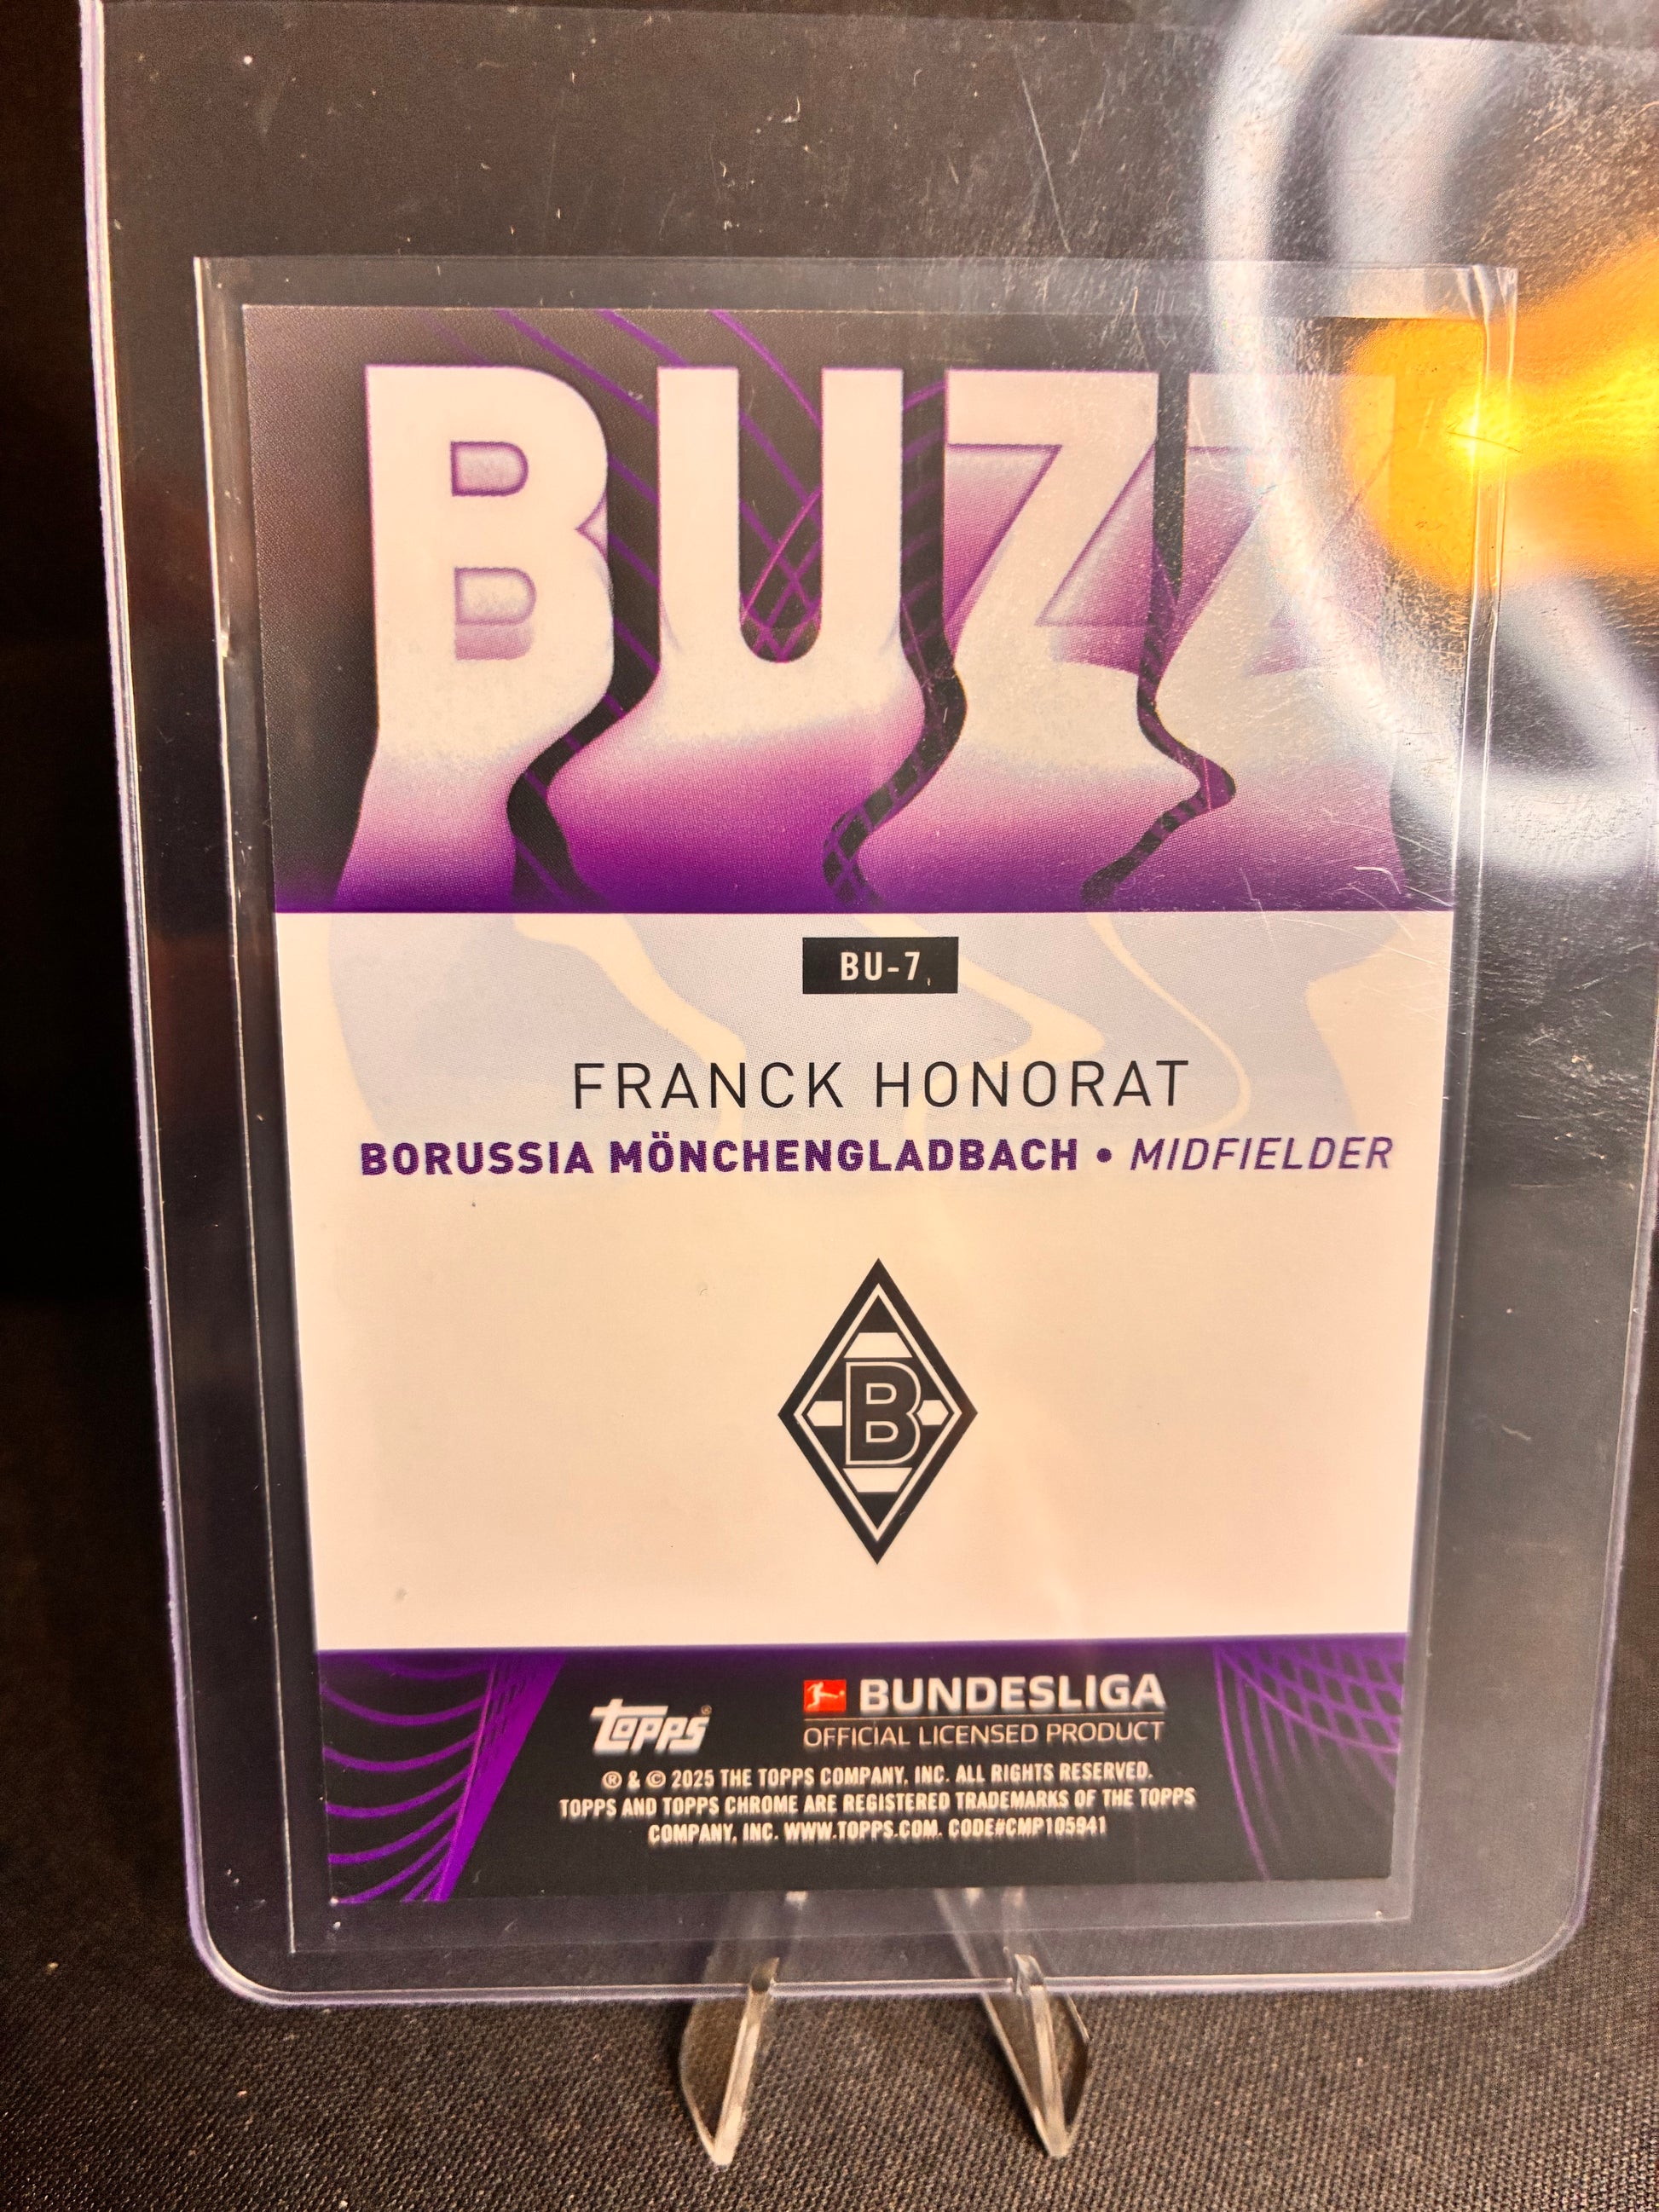 BUZZ
BU-7
FRANCK HONORAT
BORUSSIA MÖNCHENGLADBACH • MIDFIELDER
B
topps®
BUNDESLIGA
OFFICIAL LICENSED PRODUCT
® & © 2025 THE TOPPS COMPANY, INC. ALL RIGHTS RESERVED.
TOPPS AND TOPPS CHROME ARE REGISTERED TRADEMARKS OF THE TOPPS
COMPANY, INC. WWW.TOPPS.COM. CODE#CMP105941